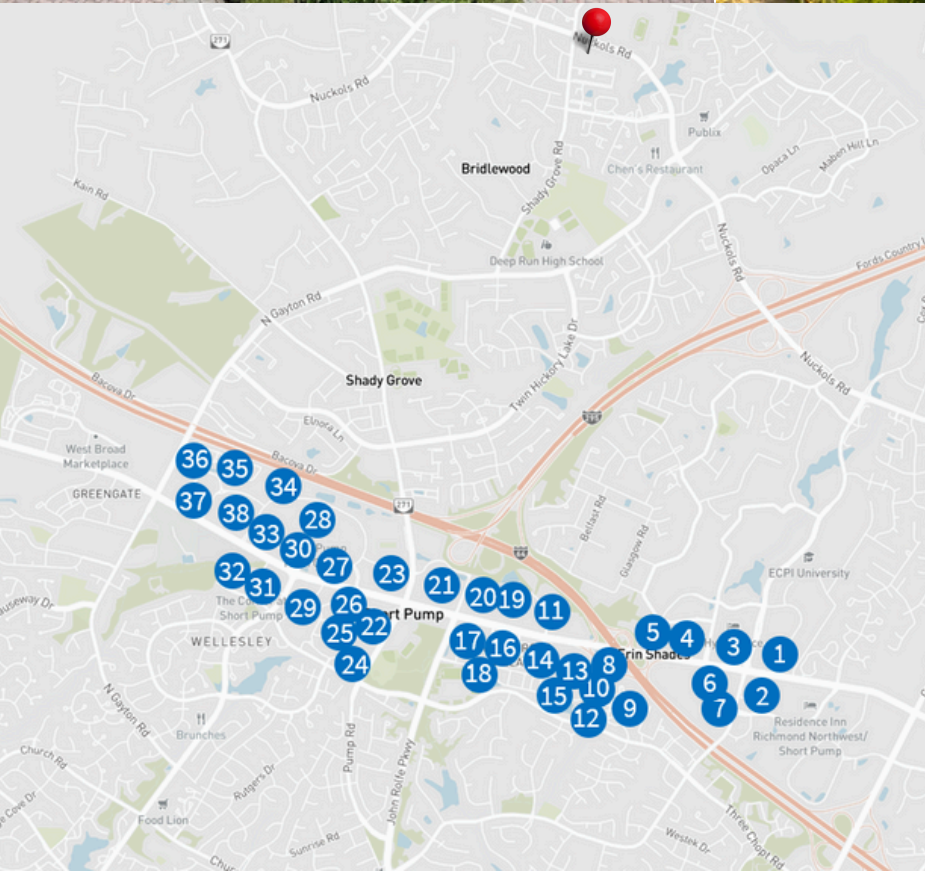 271
Nuckols Rd
Nuckols Rd
Publix
Chen's Restaurant
Opaca Ln
Maben Hill Ln
Bridlewood
Shady Grove Rd
Kain Rd
Deep Run High School
Nuckols Rd
Fords Country
N Gayton Rd
Shady Grove
Twin Hickory Lake Dr
Nuckols Rd
Bacova Dr
Elnora Ln
295
West Broad
Marketplace
GREENGATE
Bacova Dr
271
36
35
34
37
38
28
33
30
27
Belfast Rd
Glasgow Rd
64
ECPI University
32
31
23
21
20
19
11
29
26
Short Pump
25
22
The Co
Short Pump
WELLESLEY
24
17
16
18
14
13
8
15
10
12
9
5
4
3
1
Erin Shades
6
7
2
Residence Inn
Richmond Northwest/
Short Pump
N Gayton Rd
Brunches
Church Rd
Pump Rd
John Rolfe Pkwy
Rutgers Dr
Food Lion
Sunrise Rd
Westek Dr
Three Chopt Rd